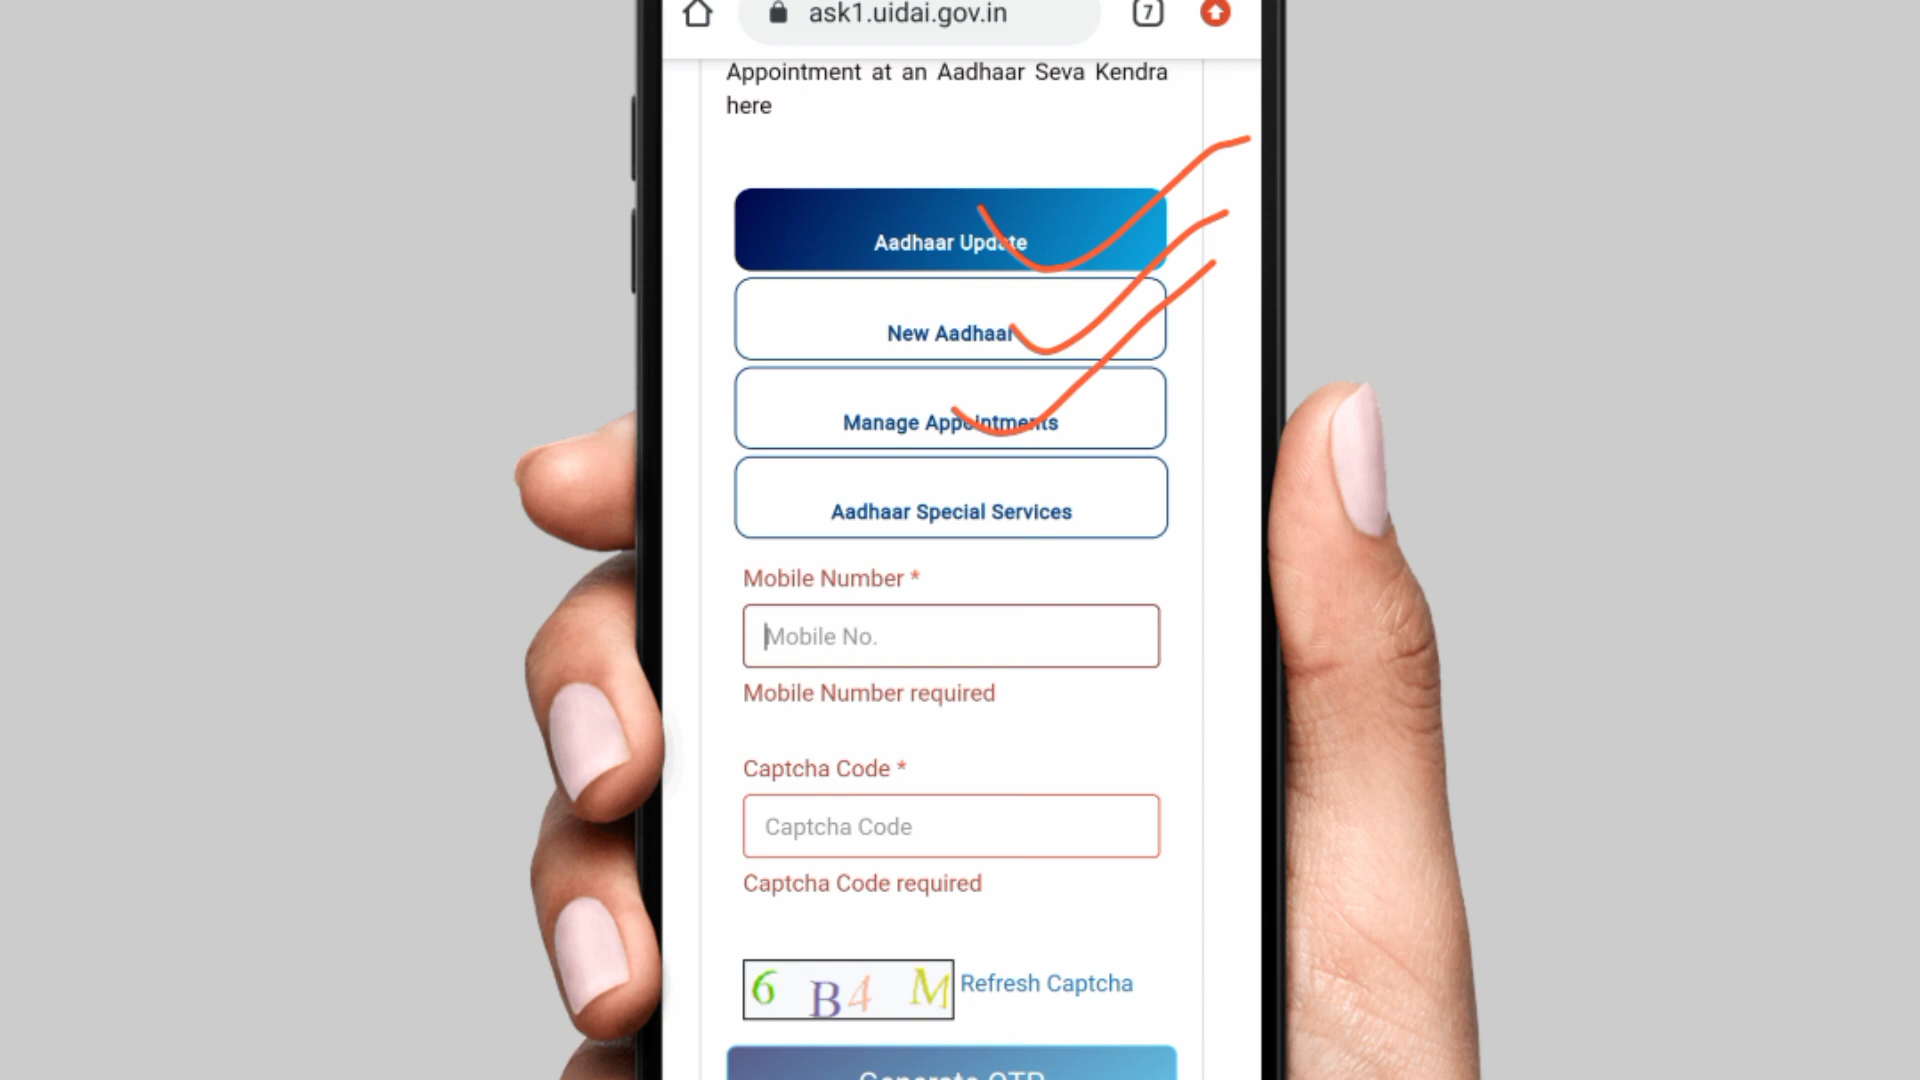 ask1.uidai.gov.in
7
Appointment at an Aadhaar Seva Kendra
here
Aadhaar Update
New Aadhaar
Manage Appointments
Aadhaar Special Services
Mobile Number *
Mobile No.
Mobile Number required
Captcha Code *
Captcha Code
Captcha Code required
6 B4 M Refresh Captcha
Generate OTP